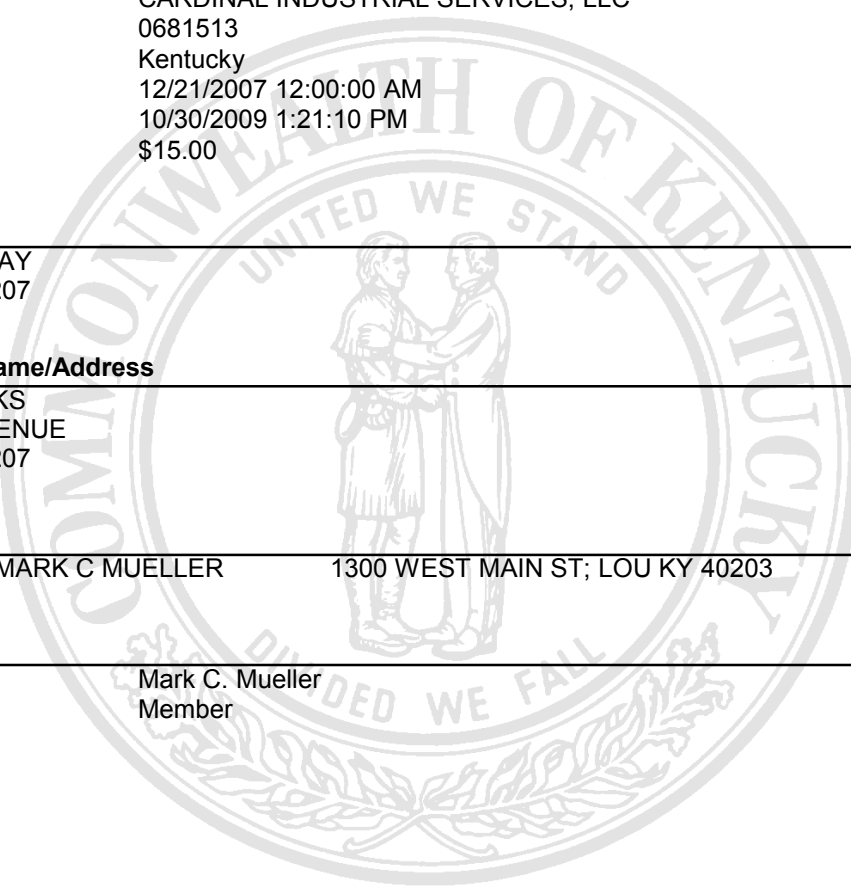 CARDINAL INDUSTRIAL SERVICES, LLC
0681513
Kentucky
12/21/2007 12:00:00 AM
10/30/2009 1:21:10 PM
$15.00
AY
207
ame/Address
KS
ENUE
207
MARK C MUELLER 1300 WEST MAIN ST; LOU KY 40203
Mark C. Mueller
Member
COMMONWEALTH OF KENTUCKY
UNITED WE STAND
DIVIDED WE FALL